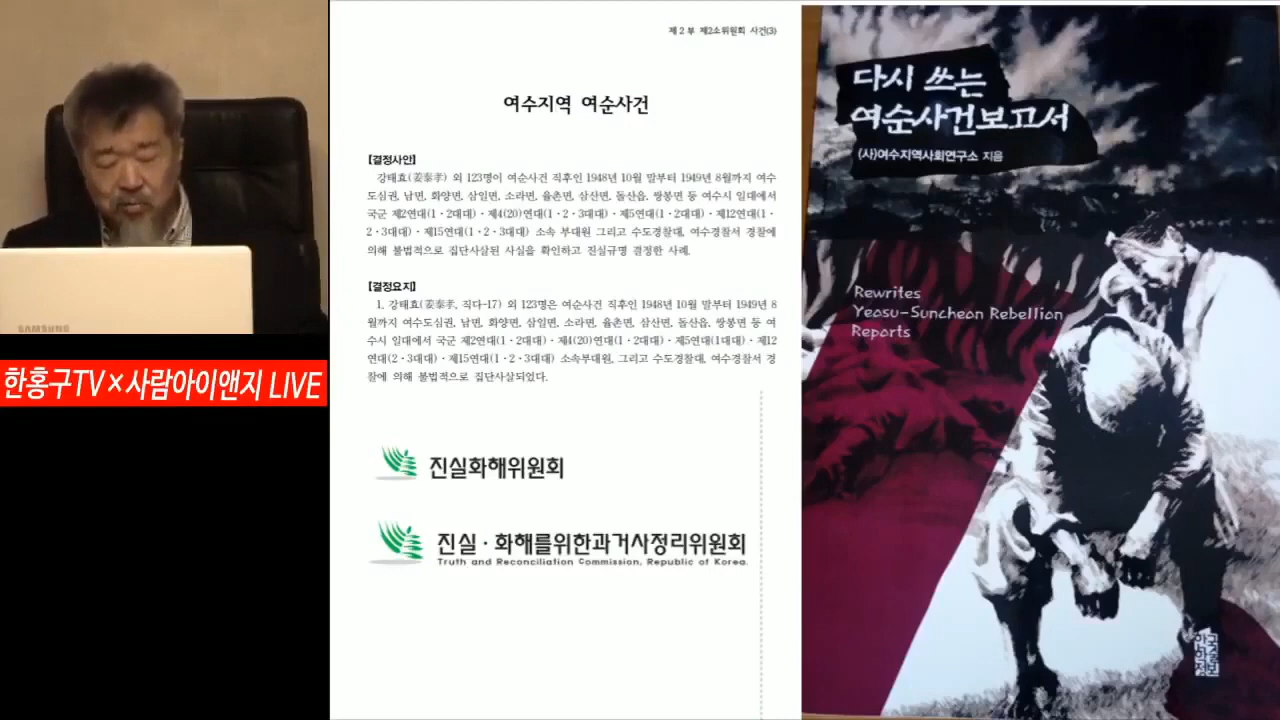 SAMSUNG
한홍구TV×사람아이앤지 LIVE
제 2 부 제2소위원회 사건(3)
여수지역 여순사건
[결정사안]
강태효(姜泰孝) 외 123명이 여순사건 직후인 1948년 10월 말부터 1949년 8월까지 여수
도심권, 남면, 화양면, 삼일면, 소라면, 율촌면, 삼산면, 돌산읍, 쌍봉면 등 여수시 일대에서
국군 제2연대(1·2대대)·제4(20)연대(1·2·3대대)·제5연대(1·2대대)·제12연대(1·
2·3대대)·제15연대(1·2·3대대) 소속 부대원 그리고 수도경찰대, 여수경찰서 경찰에
의해 불법적으로 집단사살된 사실을 확인하고 진실규명 결정한 사례.
[결정요지]
1. 강태효(姜泰孝, 직다-17) 외 123명은 여순사건 직후인 1948년 10월 말부터 1949년 8
월까지 여수도심권, 남면, 화양면, 삼일면, 소라면, 율촌면, 삼산면, 돌산읍, 쌍봉면 등 여
수시 일대에서 국군 제2연대(1·2대대)·제4(20)연대(1·2·3대대)·제5연대(1대대)·제12
연대(2·3대대)·제15연대(1·2·3대대) 소속부대원, 그리고 수도경찰대, 여수경찰서 경
찰에 의해 불법적으로 집단사살되었다.
진실화해위원회
진실·화해를위한과거사정리위원회
Truth and Reconciliation Commission, Republic of Korea.
다시 쓰는
여순사건보고서
(사)여수지역사회연구소 지음
Rewrites
Yeosu-Suncheon Rebellion
Reports
한국
학술
정보